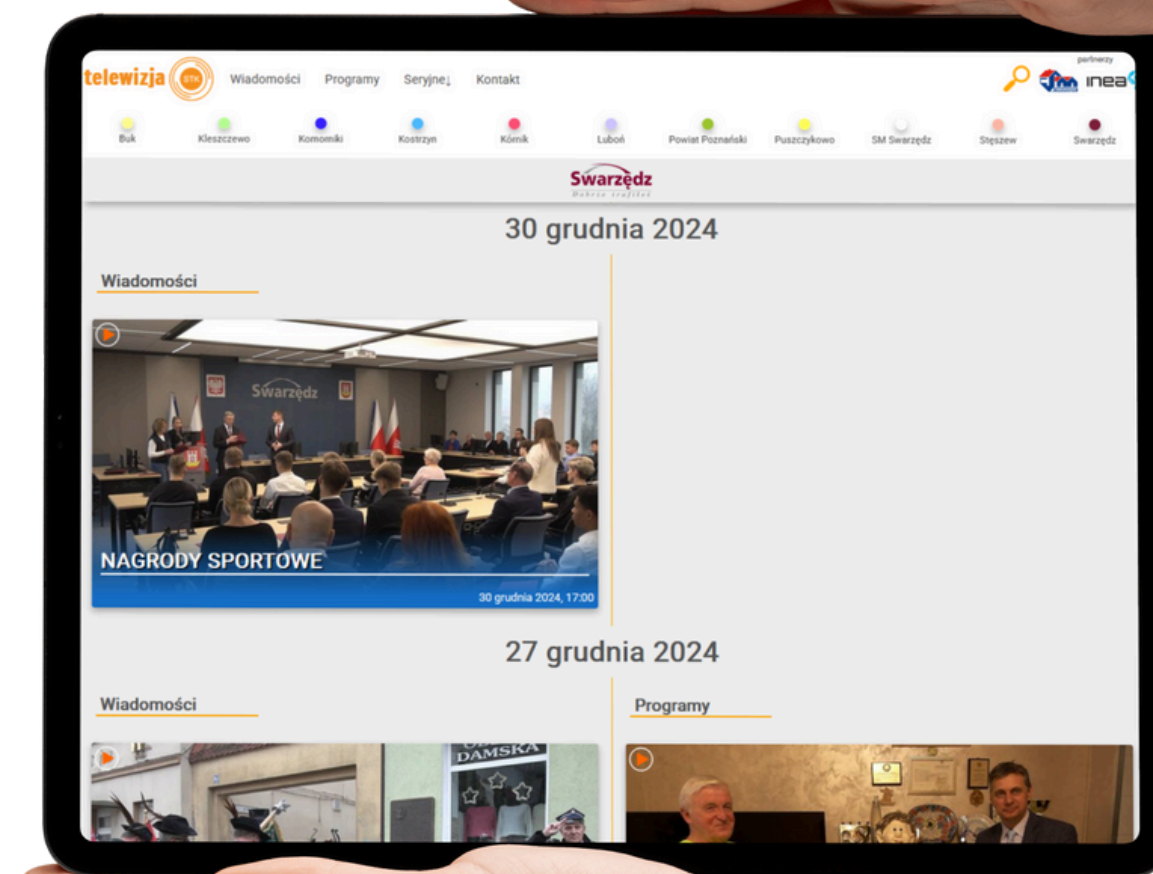 telewizja STK Wiadomości Programy Seryjne↓ Kontakt
partnerzy
inea
Buk Kleszczewo Komorniki Kostrzyn Kórnik Luboń Powiat Poznański Puszczykowo SM Swarzędz Stęszew Swarzędz
Swarzędz
Dobrze trafiłeś
30 grudnia 2024
Wiadomości
Swarzędz
NAGRODY SPORTOWE
30 grudnia 2024, 17:00
27 grudnia 2024
Wiadomości
Programy
DAMSKA